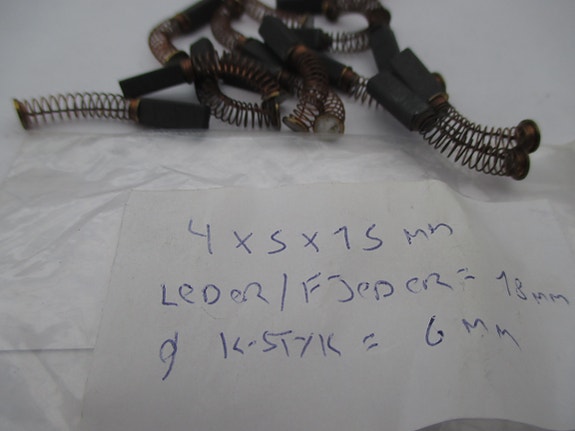 4 x 5 x 15 mm
LeDeR/FJeDeR = 18 mm
ø K-STYK = 6 mm